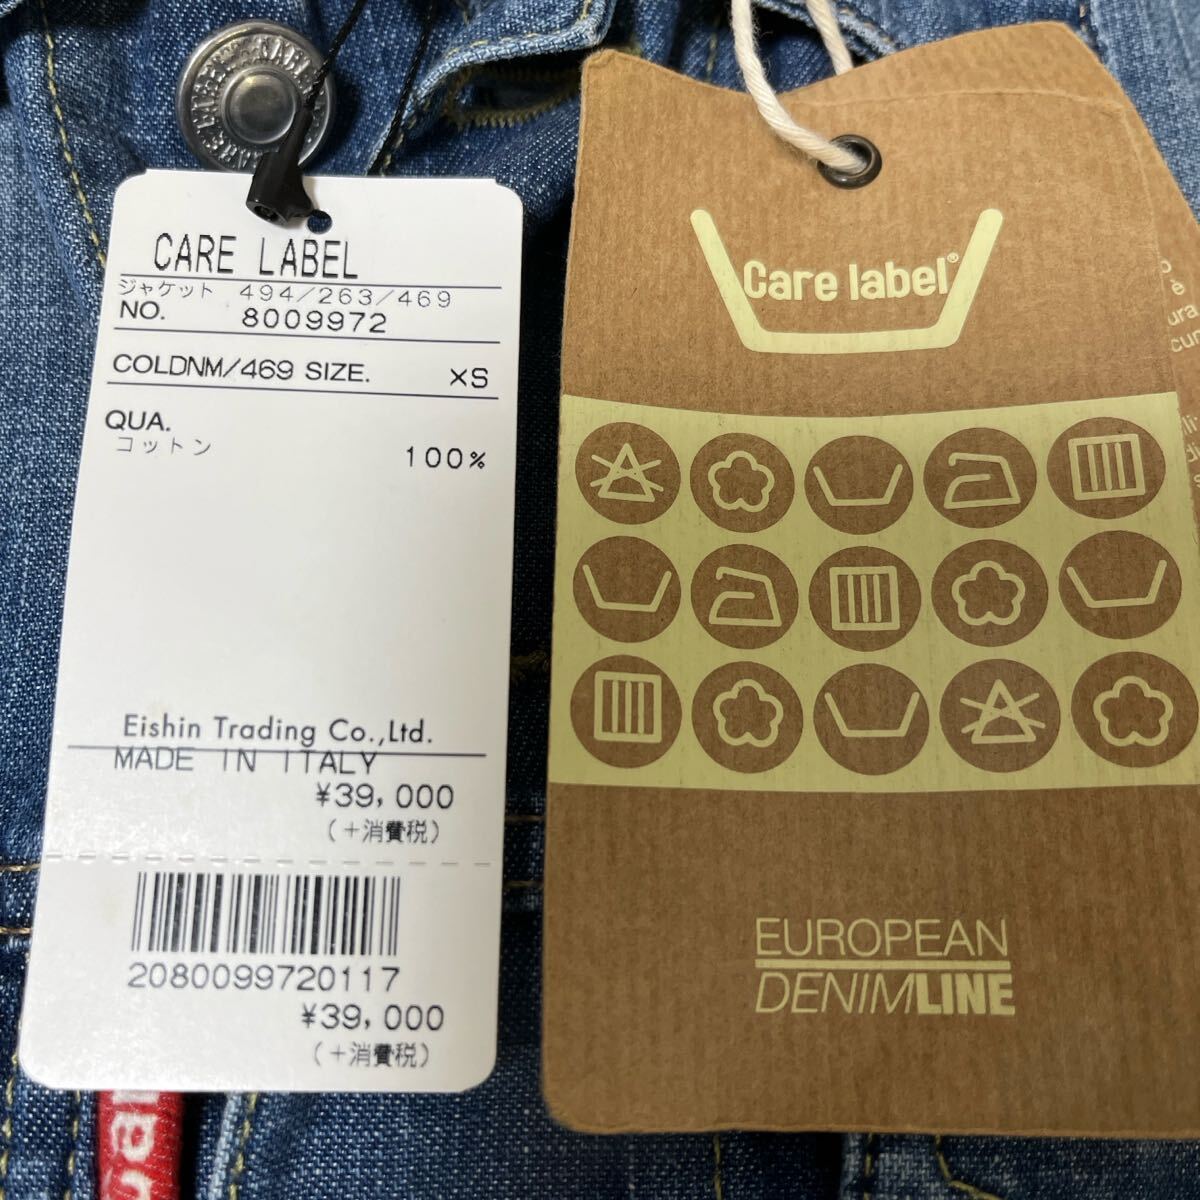 CARE LABEL
ジャケット 494/263/469
NO. 8009972
COLDNM/469 SIZE. XS
QUA.
コットン 100%
Eishin Trading Co.,Ltd.
MADE IN ITALY
¥39,000
(+消費税)
2080099720117
¥39,000
(+消費税)
Care label®
EUROPEAN
DENIMLINE